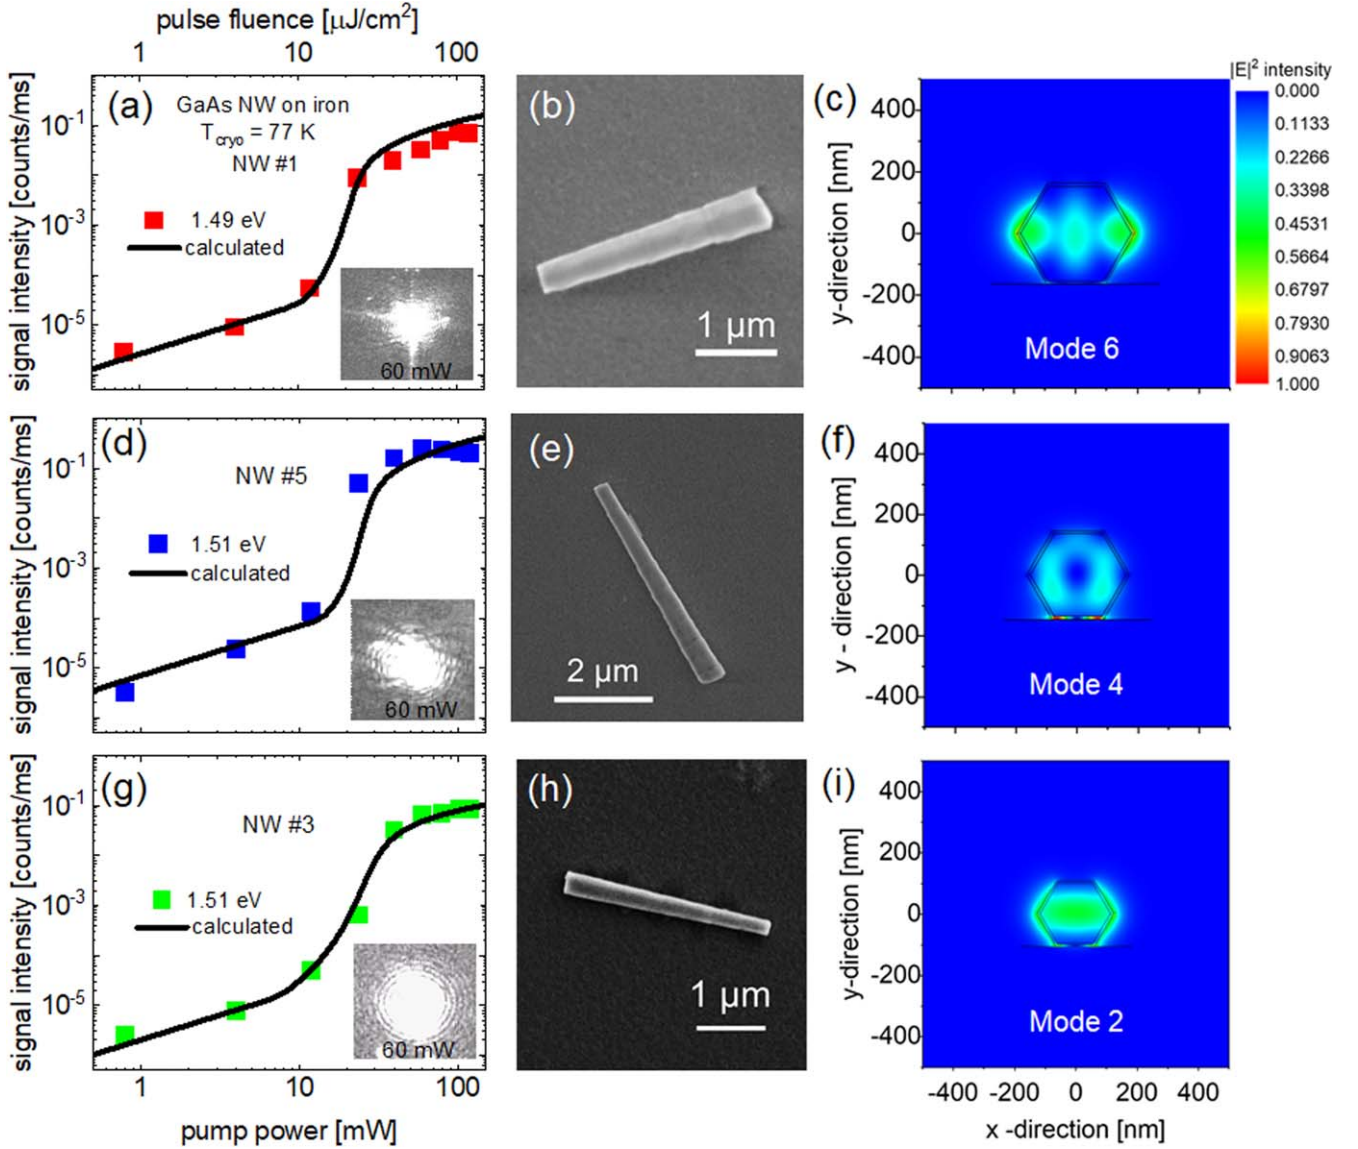 pulse fluence [µJ/cm²]
1 10 100
signal intensity [counts/ms]
10⁻¹
10⁻³
10⁻⁵
(a)
GaAs NW on iron
T_cryo = 77 K
NW #1
1.49 eV
calculated
60 mW
(b)
1 µm
(c)
y-direction [nm]
400
200
0
-200
-400
Mode 6
|E|² intensity
0.000
0.1133
0.2266
0.3398
0.4531
0.5664
0.6797
0.7930
0.9063
1.000
signal intensity [counts/ms]
10⁻¹
10⁻³
10⁻⁵
(d)
NW #5
1.51 eV
calculated
60 mW
(e)
2 µm
(f)
y - direction [nm]
400
200
0
-200
-400
Mode 4
signal intensity [counts/ms]
10⁻¹
10⁻³
10⁻⁵
(g)
NW #3
1.51 eV
calculated
60 mW
1 10 100
pump power [mW]
(h)
1 µm
(i)
y-direction [nm]
400
200
0
-200
-400
Mode 2
-400 -200 0 200 400
x -direction [nm]